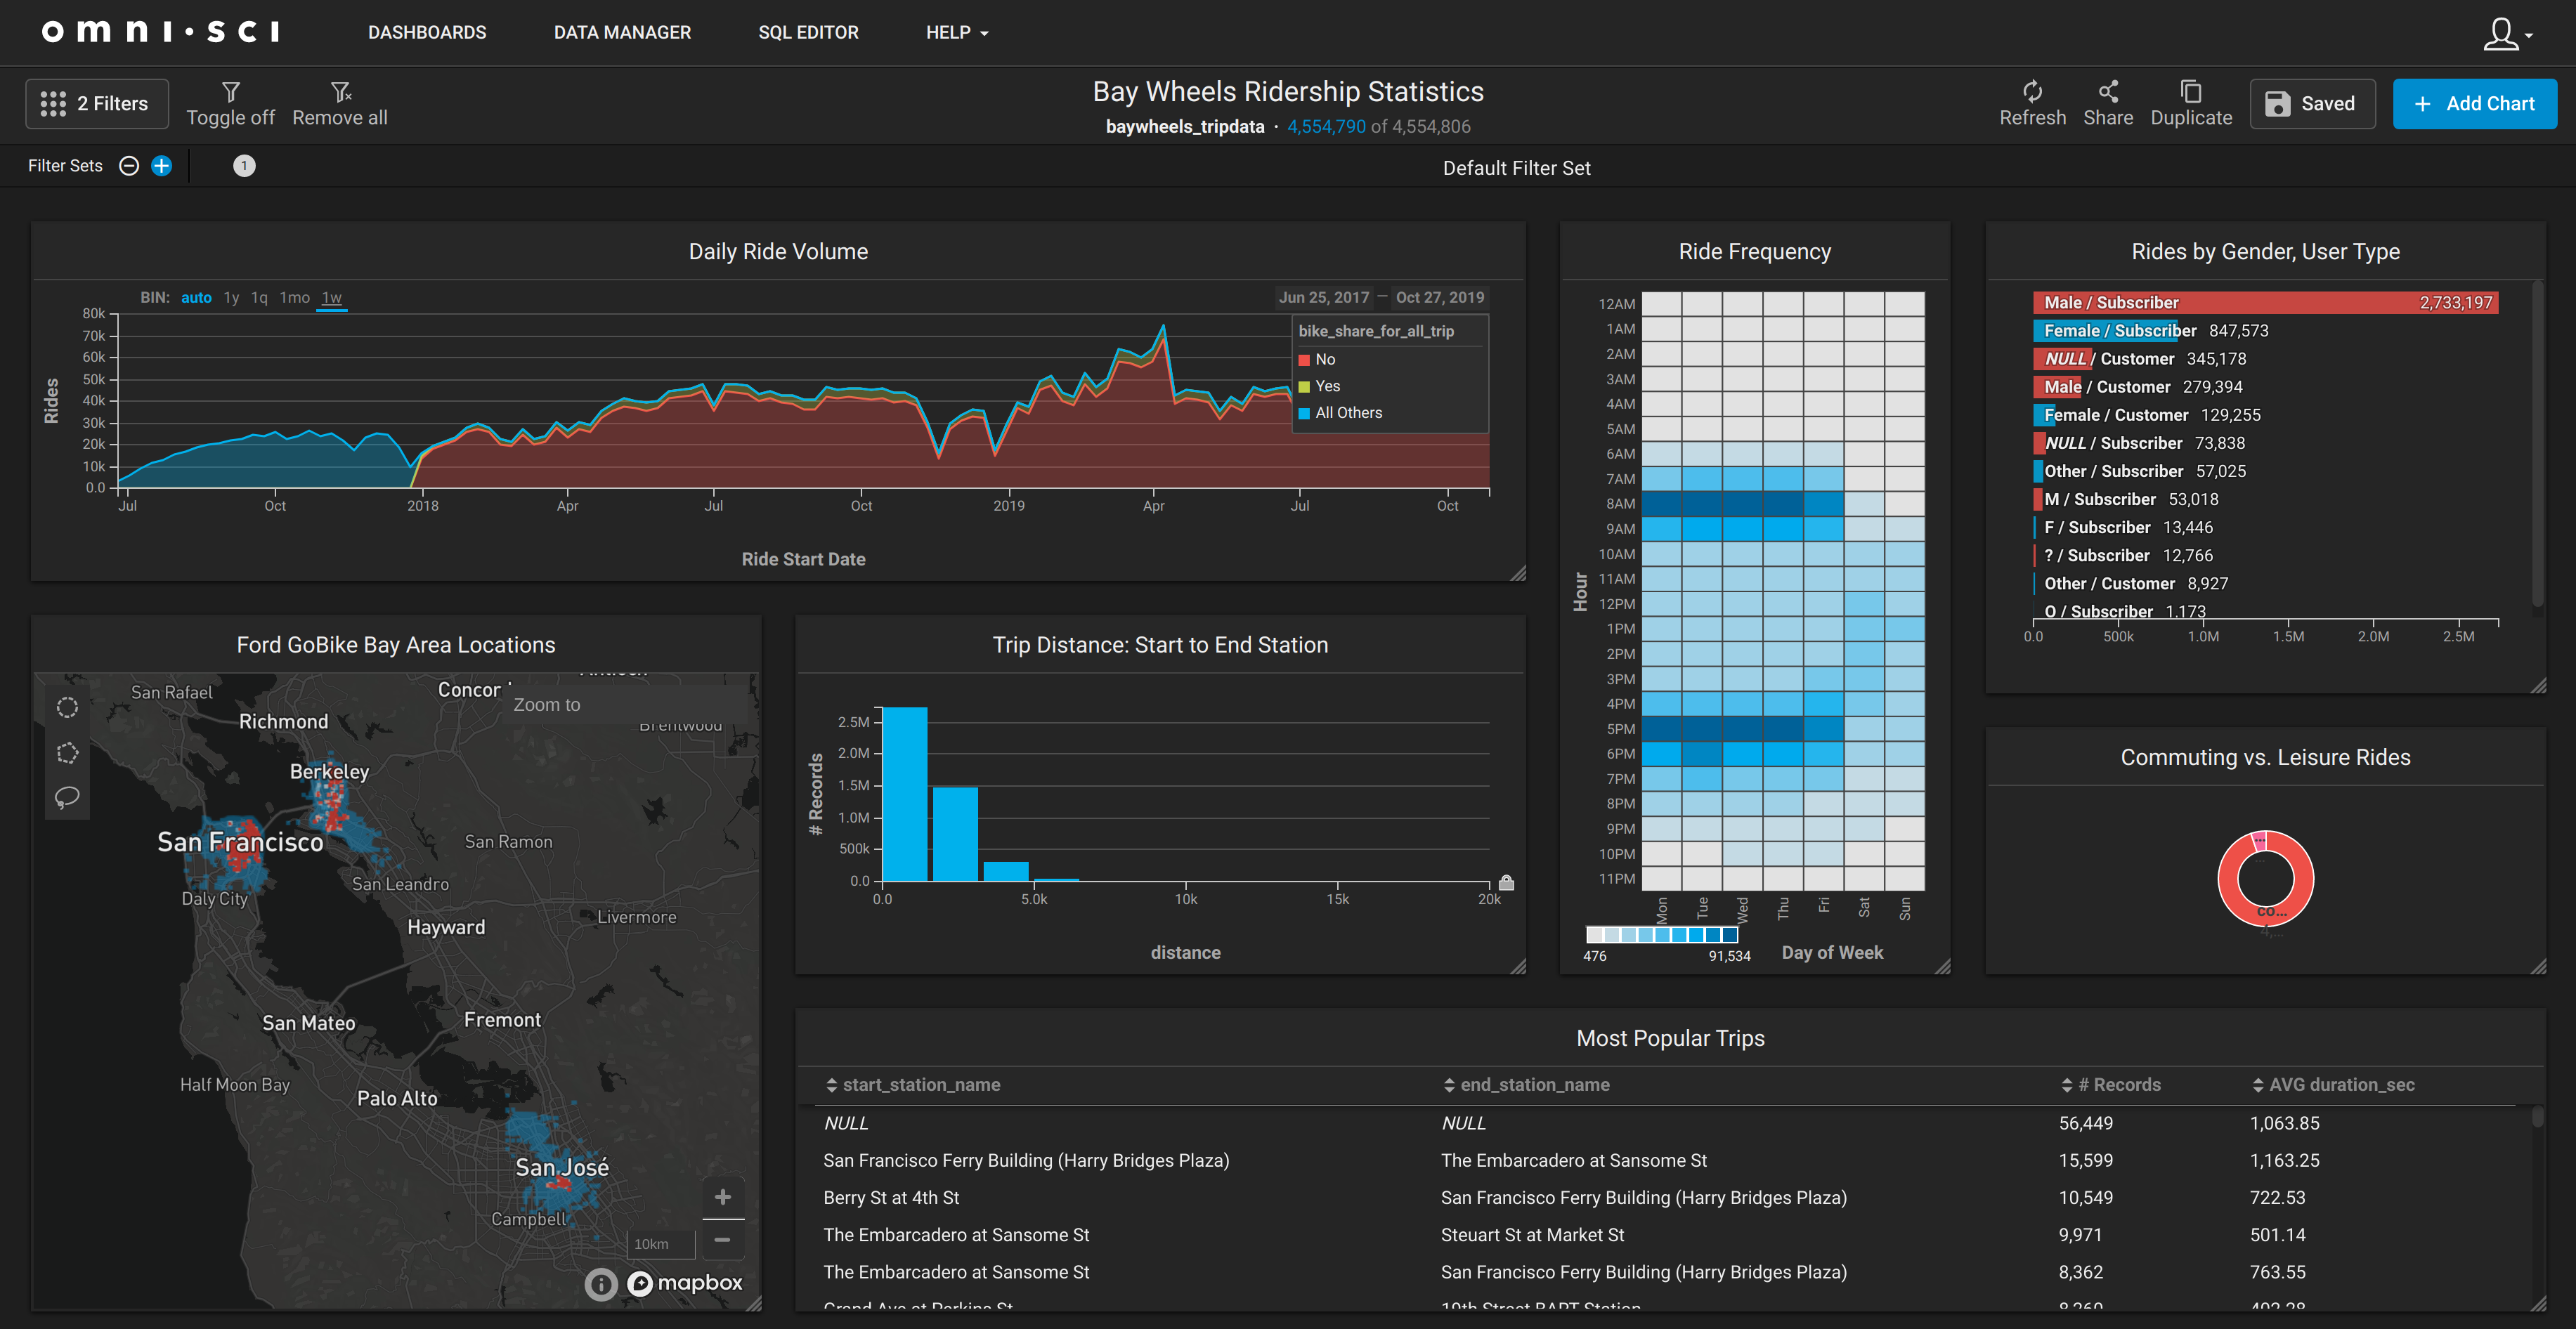 omni·sci
DASHBOARDS
DATA MANAGER
SQL EDITOR
HELP
2 Filters
Toggle off
Remove all
Bay Wheels Ridership Statistics
baywheels_tripdata · 4,554,790 of 4,554,806
Refresh
Share
Duplicate
Saved
+ Add Chart
Filter Sets
1
Default Filter Set
Daily Ride Volume
BIN: auto 1y 1q 1mo 1w
Jun 25, 2017 — Oct 27, 2019
80k
70k
60k
50k
40k
30k
20k
10k
0.0
Rides
bike_share_for_all_trip
No
Yes
All Others
Jul Oct 2018 Apr Jul Oct 2019 Apr Jul Oct
Ride Start Date
Ride Frequency
12AM
1AM
2AM
3AM
4AM
5AM
6AM
7AM
8AM
9AM
10AM
11AM
12PM
1PM
2PM
3PM
4PM
5PM
6PM
7PM
8PM
9PM
10PM
11PM
Hour
Mon Tue Wed Thu Fri Sat Sun
476 91,534
Day of Week
Rides by Gender, User Type
Male / Subscriber 2,733,197
Female / Subscriber 847,573
NULL / Customer 345,178
Male / Customer 279,394
Female / Customer 129,255
NULL / Subscriber 73,838
Other / Subscriber 57,025
M / Subscriber 53,018
F / Subscriber 13,446
? / Subscriber 12,766
Other / Customer 8,927
O / Subscriber 1,173
0.0 500k 1.0M 1.5M 2.0M 2.5M
Ford GoBike Bay Area Locations
San Rafael
Concor
Zoom to
Richmond
Brentwood
Berkeley
San Francisco
San Ramon
San Leandro
Daly City
Livermore
Hayward
San Mateo
Fremont
Half Moon Bay
Palo Alto
San José
Campbell
+
−
10km
mapbox
Trip Distance: Start to End Station
2.5M
2.0M
1.5M
1.0M
500k
0.0
# Records
0.0 5.0k 10k 15k 20k
distance
Commuting vs. Leisure Rides
...
...
co...
4,...
Most Popular Trips
start_station_name end_station_name # Records AVG duration_sec
NULL NULL 56,449 1,063.85
San Francisco Ferry Building (Harry Bridges Plaza) The Embarcadero at Sansome St 15,599 1,163.25
Berry St at 4th St San Francisco Ferry Building (Harry Bridges Plaza) 10,549 722.53
The Embarcadero at Sansome St Steuart St at Market St 9,971 501.14
The Embarcadero at Sansome St San Francisco Ferry Building (Harry Bridges Plaza) 8,362 763.55
Grand Ave at Perkins St 19th Street BART Station